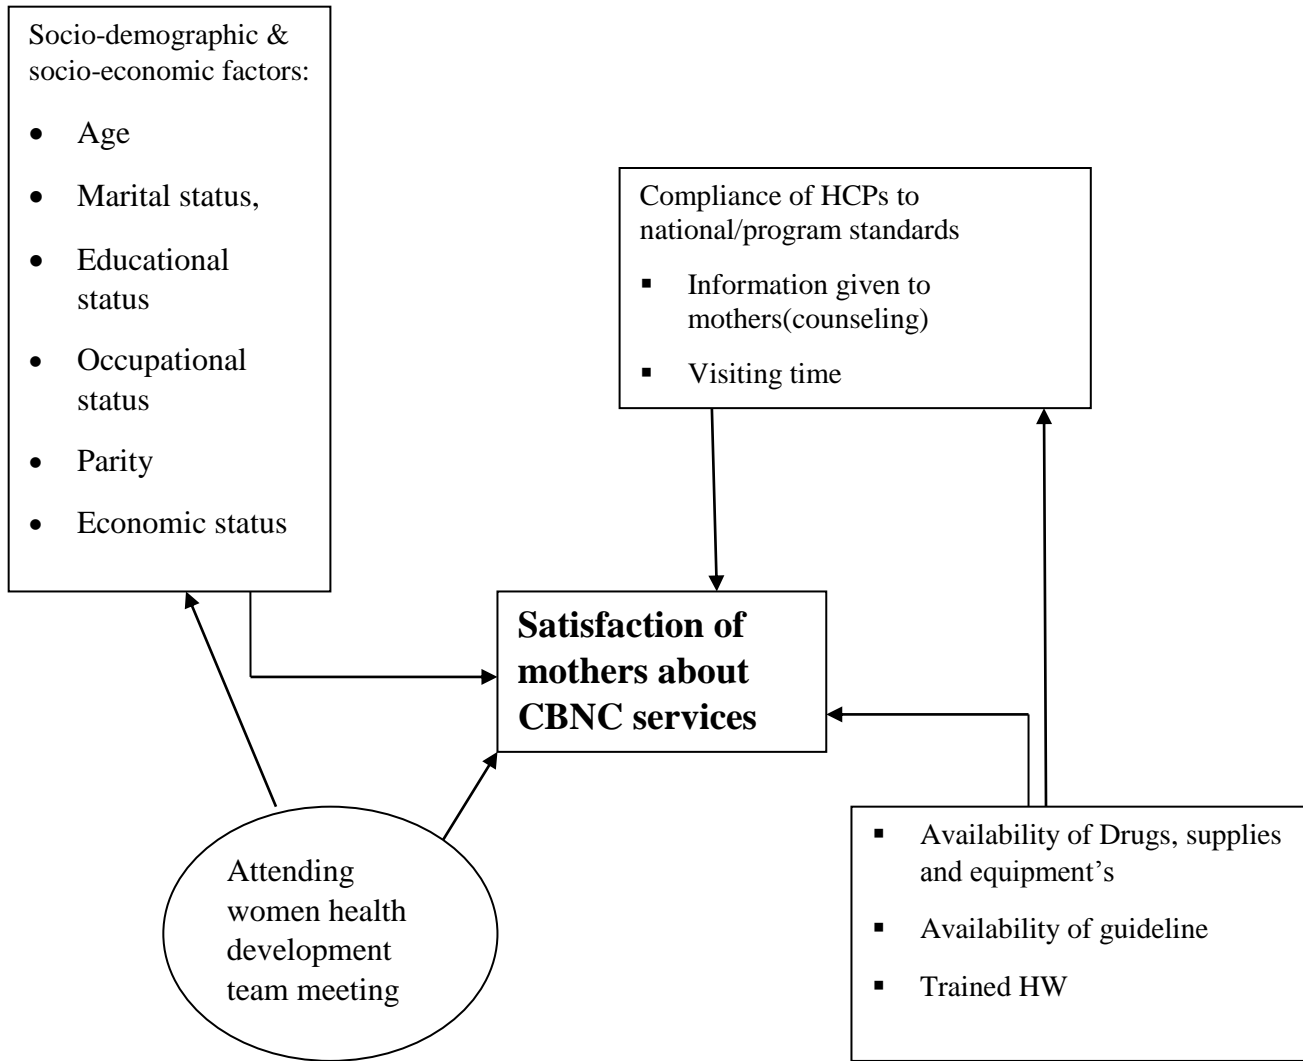 Socio-demographic &
socio-economic factors:
• Age
• Marital status,
• Educational
status
• Occupational
status
• Parity
• Economic status
Compliance of HCPs to
national/program standards
▪ Information given to
mothers(counseling)
▪ Visiting time
Satisfaction of
mothers about
CBNC services
Attending
women health
development
team meeting
▪ Availability of Drugs, supplies
and equipment’s
▪ Availability of guideline
▪ Trained HW